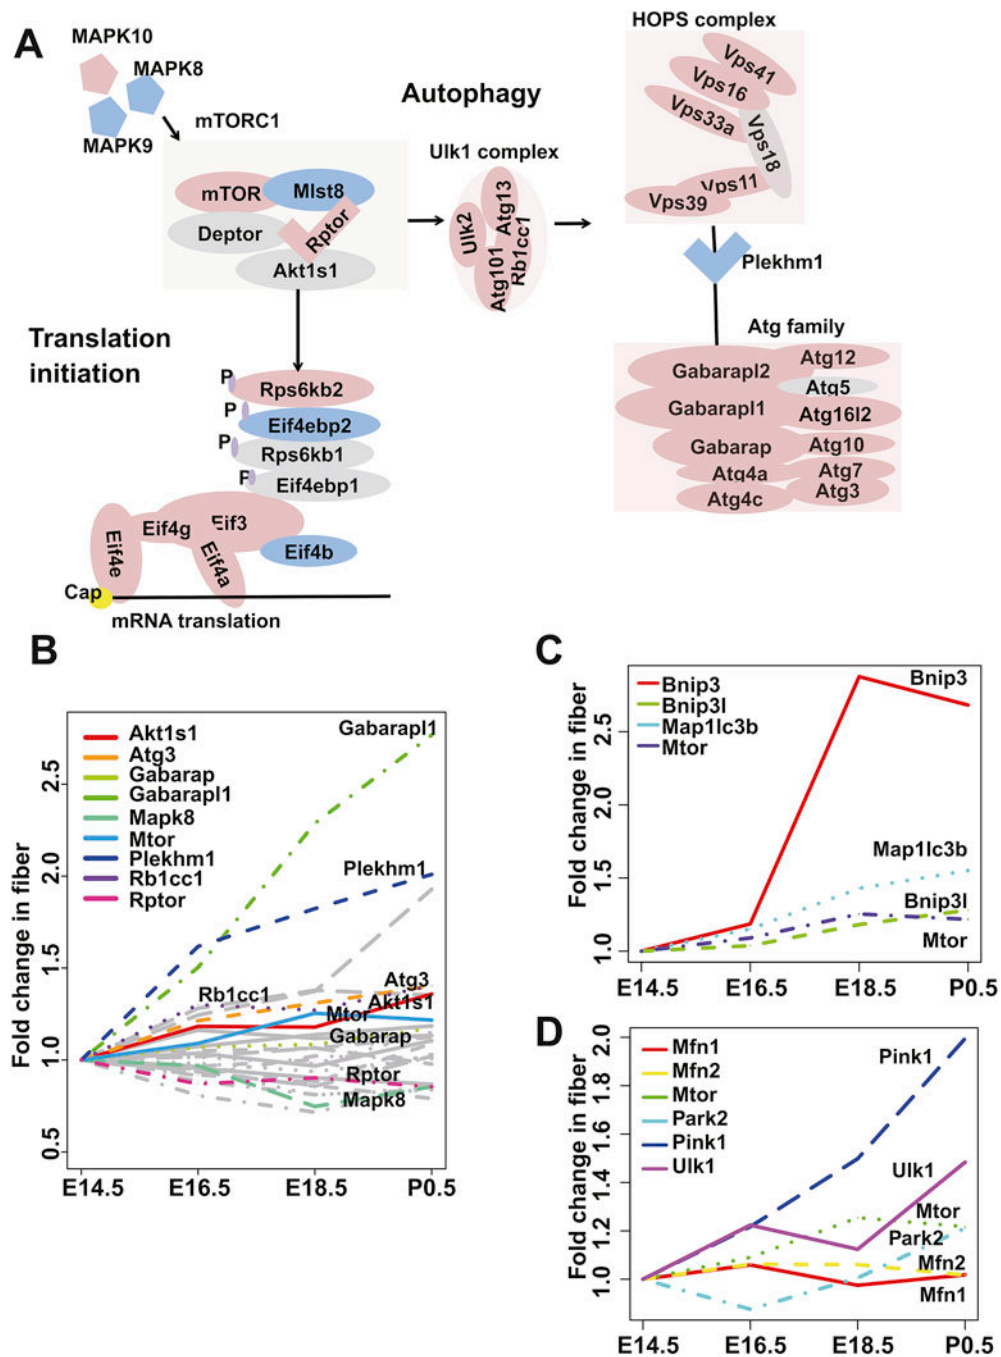 A
MAPK10
MAPK8
MAPK9
mTORC1
mTOR
Mlst8
Deptor
Rptor
Akt1s1
Autophagy
Ulk1 complex
Ulk2
Atg13
Atg101
Rb1cc1
HOPS complex
Vps41
Vps16
Vps33a
Vps18
Vps11
Vps39
Plekhm1
Atg family
Gabarapl2
Atg12
Atg5
Gabarapl1
Atg16l2
Gabarap
Atg10
Atg4a
Atg7
Atg4c
Atg3
Translation
initiation
P
Rps6kb2
P
Eif4ebp2
P
Rps6kb1
P
Eif4ebp1
Eif4e
Eif4g
Eif3
Eif4a
Eif4b
Cap
mRNA translation
B
Fold change in fiber
2.5
2.0
1.5
1.0
0.5
Akt1s1
Atg3
Gabarap
Gabarapl1
Mapk8
Mtor
Plekhm1
Rb1cc1
Rptor
Gabarapl1
Plekhm1
Rb1cc1
Atg3
Akt1s1
Mtor
Gabarap
Rptor
Mapk8
E14.5 E16.5 E18.5 P0.5
C
Fold change in fiber
2.5
2.0
1.5
1.0
Bnip3
Bnip3l
Map1lc3b
Mtor
Bnip3
Map1lc3b
Bnip3l
Mtor
E14.5 E16.5 E18.5 P0.5
D
Fold change in fiber
2.0
1.8
1.6
1.4
1.2
1.0
Mfn1
Mfn2
Mtor
Park2
Pink1
Ulk1
Pink1
Ulk1
Mtor
Park2
Mfn2
Mfn1
E14.5 E16.5 E18.5 P0.5